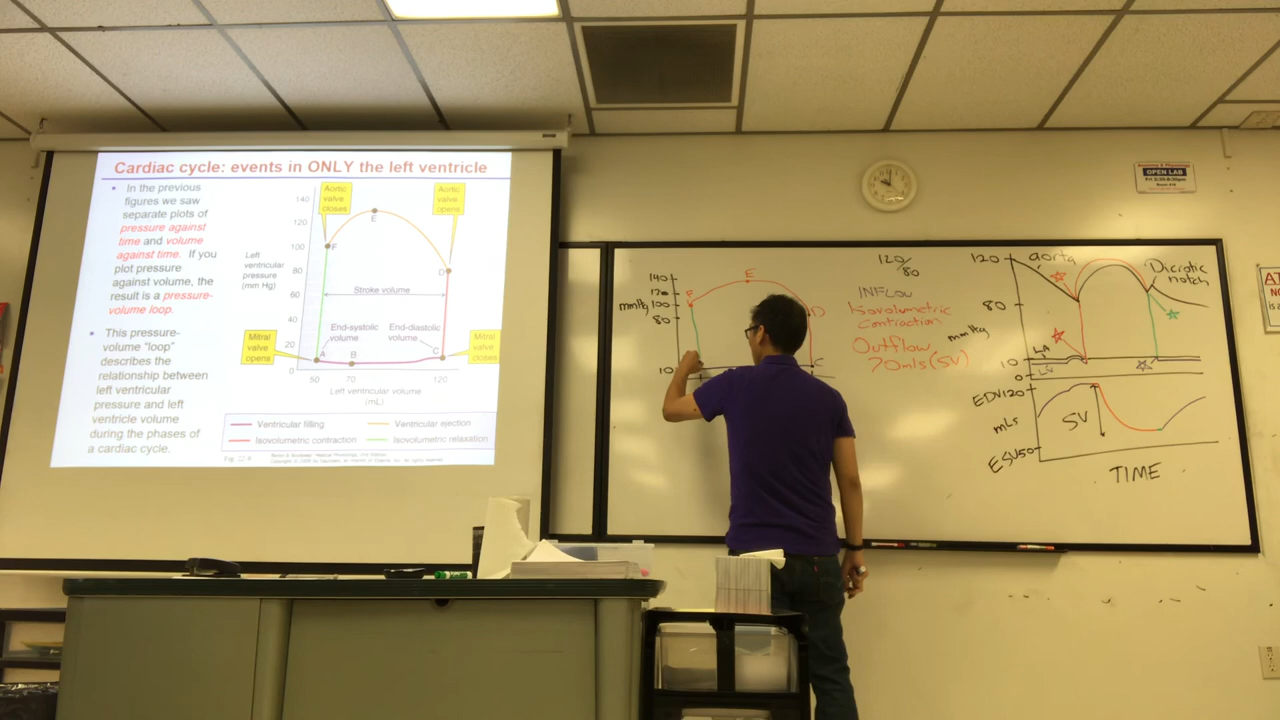 Cardiac cycle: events in ONLY the left ventricle
• In the previous
figures we saw
separate plots of
pressure against
time and volume
against time. If you
plot pressure
against volume, the
result is a pressure-
volume loop.
• This pressure-
volume "loop"
describes the
relationship between
left ventricular
pressure and left
ventricle volume
during the phases of
a cardiac cycle.
Left
ventricular
pressure
(mm Hg)
140
120
100
80
60
40
20
0
Aortic
valve
closes
Aortic
valve
opens
E
F
D
Stroke volume
End-systolic
volume
End-diastolic
volume
Mitral
valve
opens
Mitral
valve
closes
A
B
C
50
70
120
Left ventricular volume
(mL)
Ventricular filling
Ventricular ejection
Isovolumetric contraction
Isovolumetric relaxation
OPEN LAB
140
120
100
80
10
mmHg
F
E
D
C
120/80
INFLOW
Isovolumetric
contraction
Outflow
70mls(SV)
120
80
10
0
mmHg
aorta
Dicrotic
notch
LA
LV
EDV120
mLs
ESV50
SV
TIME